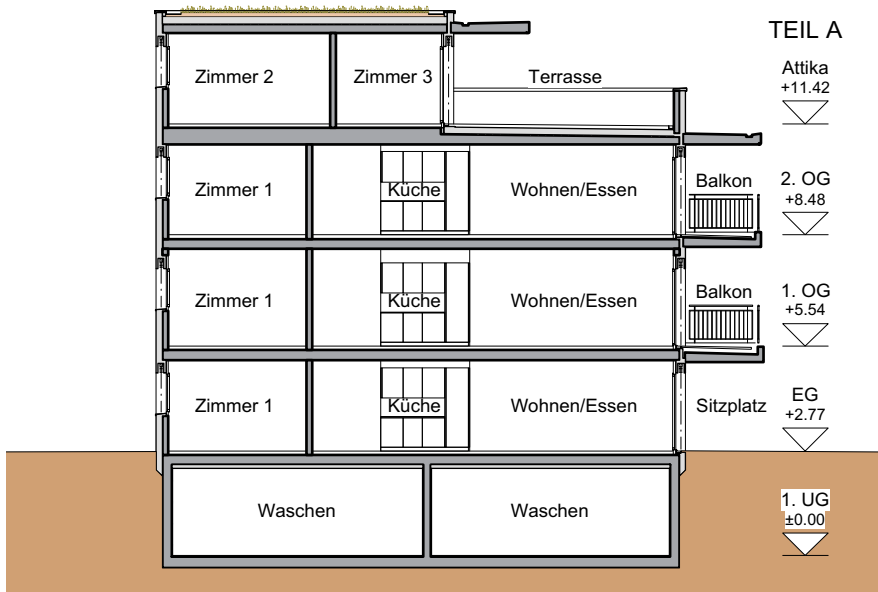 TEIL A
Zimmer 2
Zimmer 3
Terrasse
Attika
+11.42
Zimmer 1
Küche
Wohnen/Essen
Balkon
2. OG
+8.48
Zimmer 1
Küche
Wohnen/Essen
Balkon
1. OG
+5.54
Zimmer 1
Küche
Wohnen/Essen
Sitzplatz
EG
+2.77
Waschen
Waschen
1. UG
±0.00